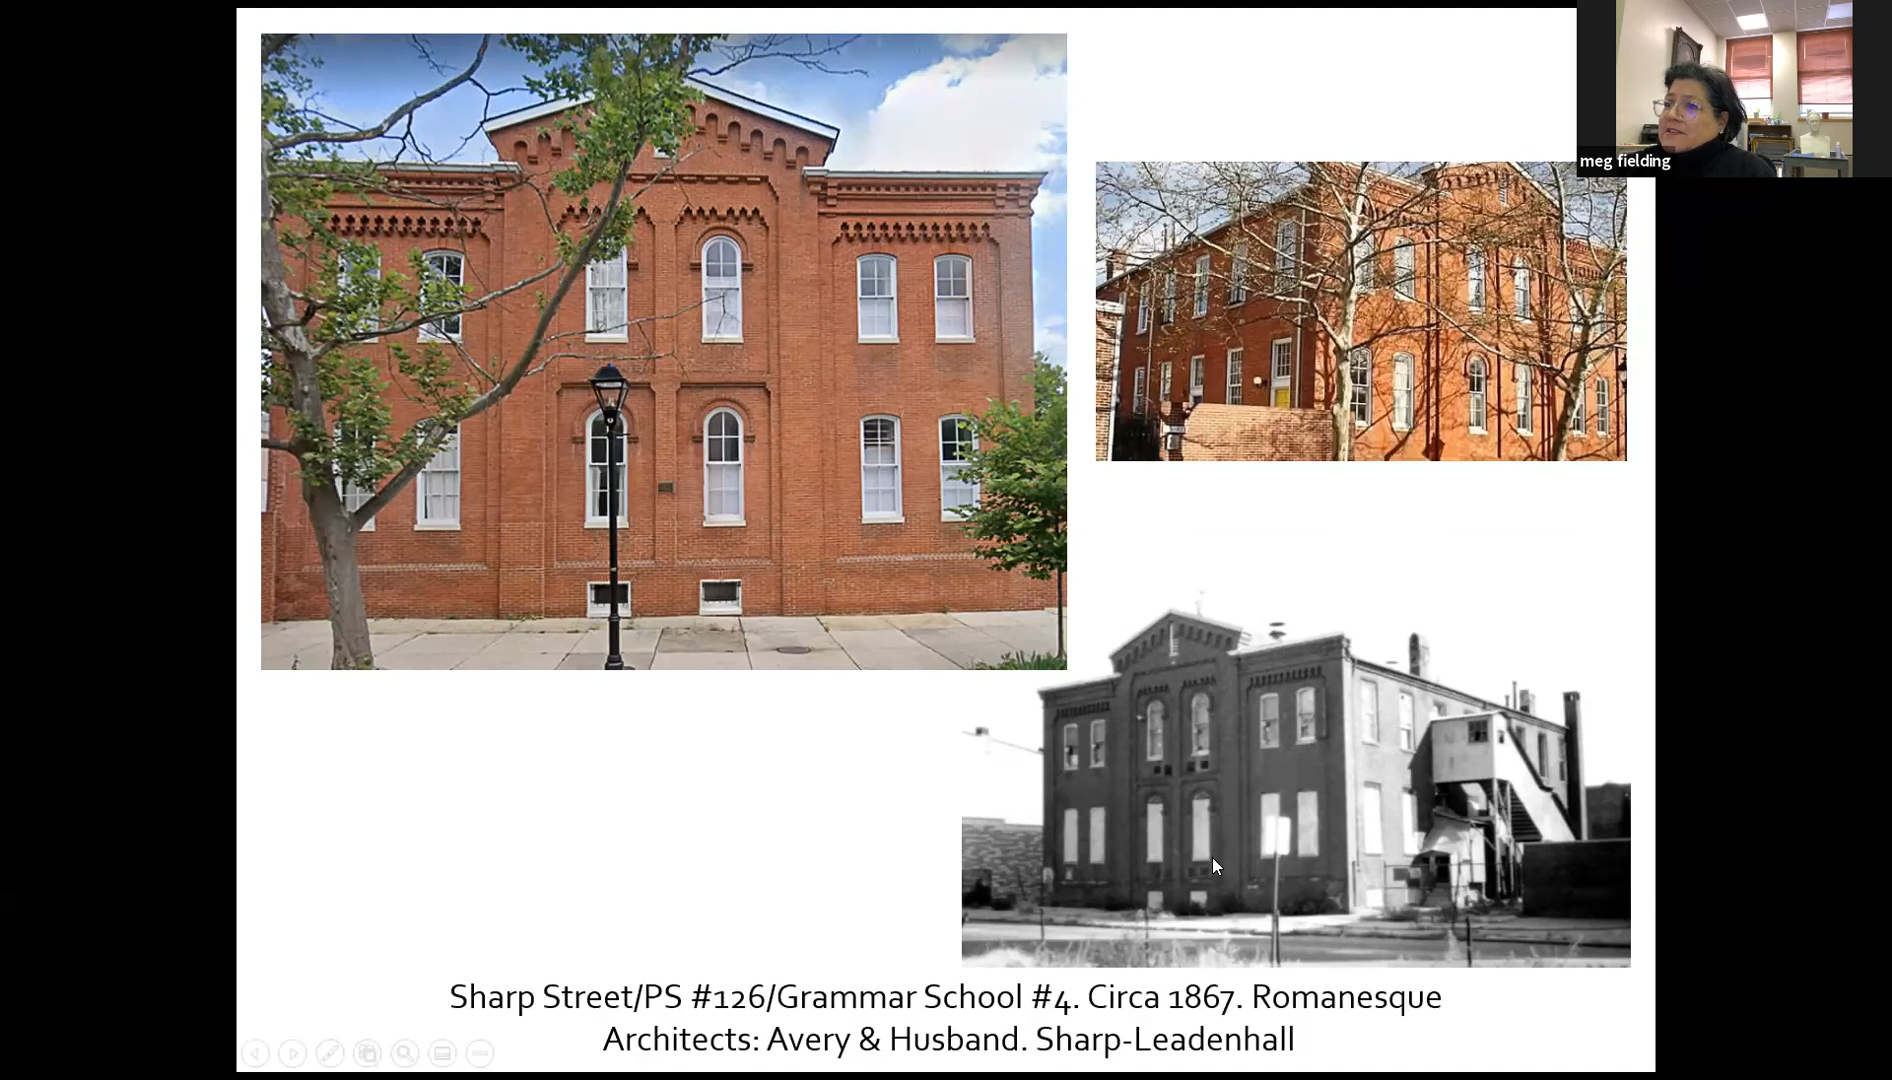 meg fielding
Sharp Street/PS #126/Grammar School #4. Circa 1867. Romanesque
Architects: Avery & Husband. Sharp-Leadenhall